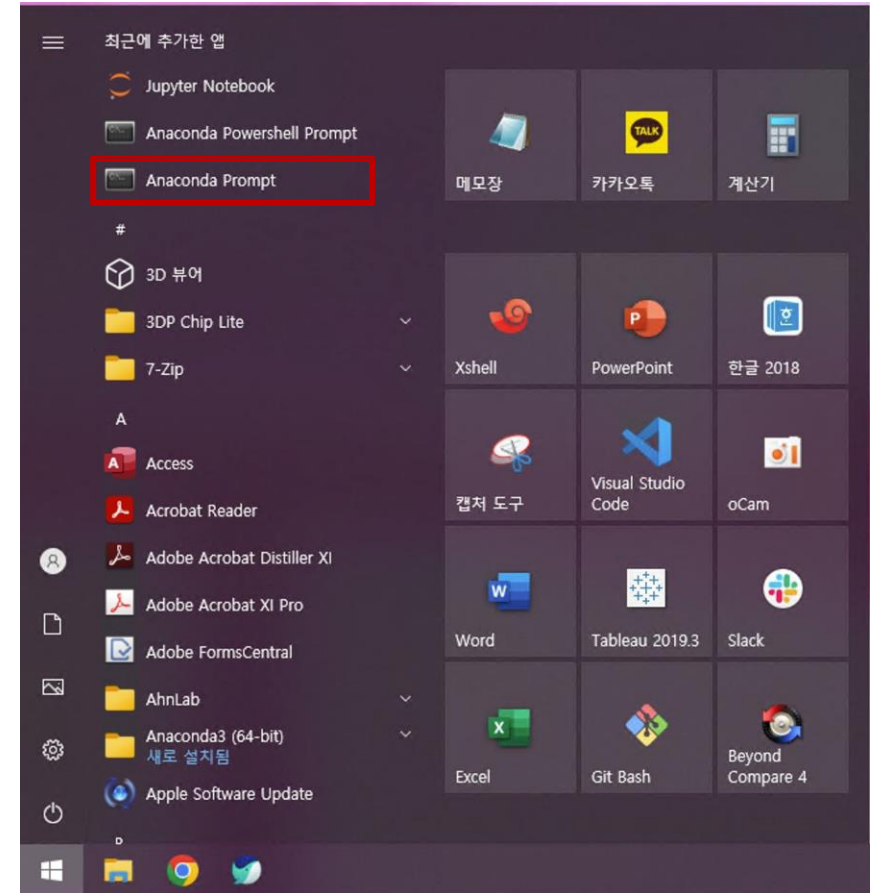 최근에 추가한 앱
Jupyter Notebook
Anaconda Powershell Prompt
Anaconda Prompt
#
3D 뷰어
3DP Chip Lite
7-Zip
A
Access
Acrobat Reader
Adobe Acrobat Distiller XI
Adobe Acrobat XI Pro
Adobe FormsCentral
AhnLab
Anaconda3 (64-bit)
새로 설치됨
Apple Software Update
TALK
메모장
카카오톡
계산기
Xshell
PowerPoint
한글 2018
캡처 도구
Visual Studio
Code
oCam
Word
Tableau 2019.3
Slack
Excel
Git Bash
Beyond
Compare 4